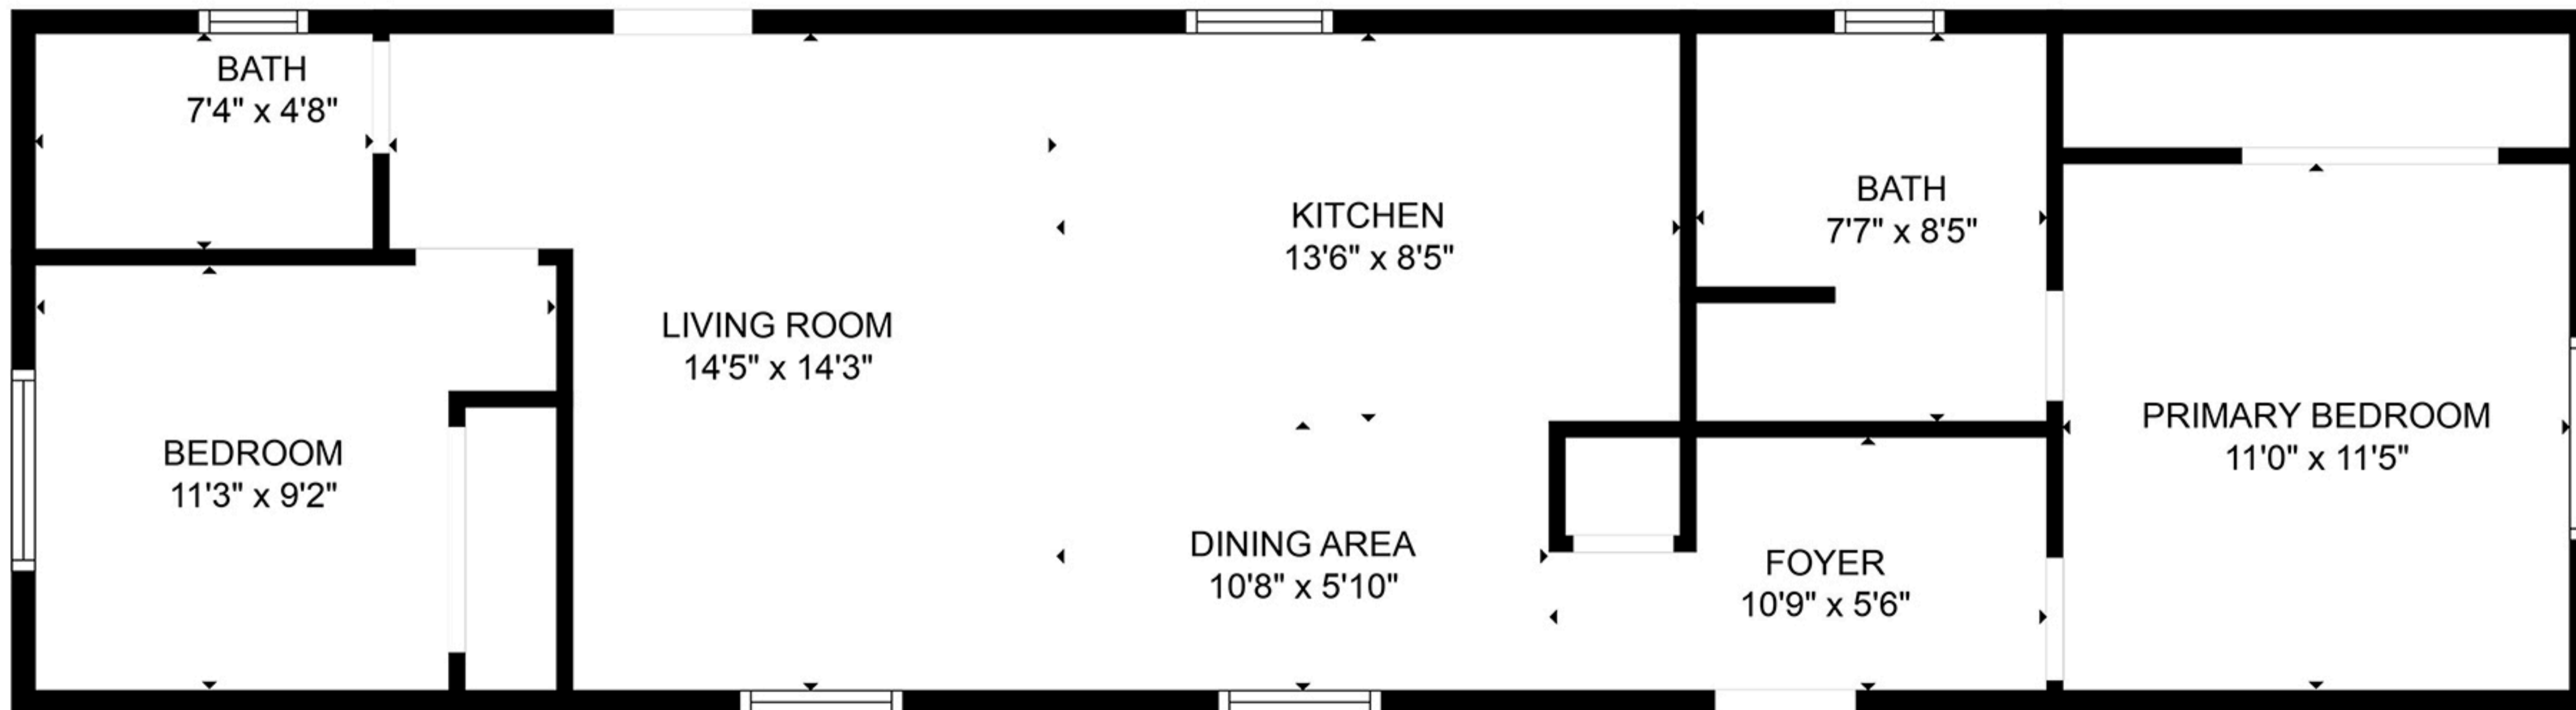 BATH
7'4" x 4'8"
BATH
7'7" x 8'5"
KITCHEN
13'6" x 8'5"
LIVING ROOM
14'5" x 14'3"
PRIMARY BEDROOM
11'0" x 11'5"
BEDROOM
11'3" x 9'2"
DINING AREA
10'8" x 5'10"
FOYER
10'9" x 5'6"